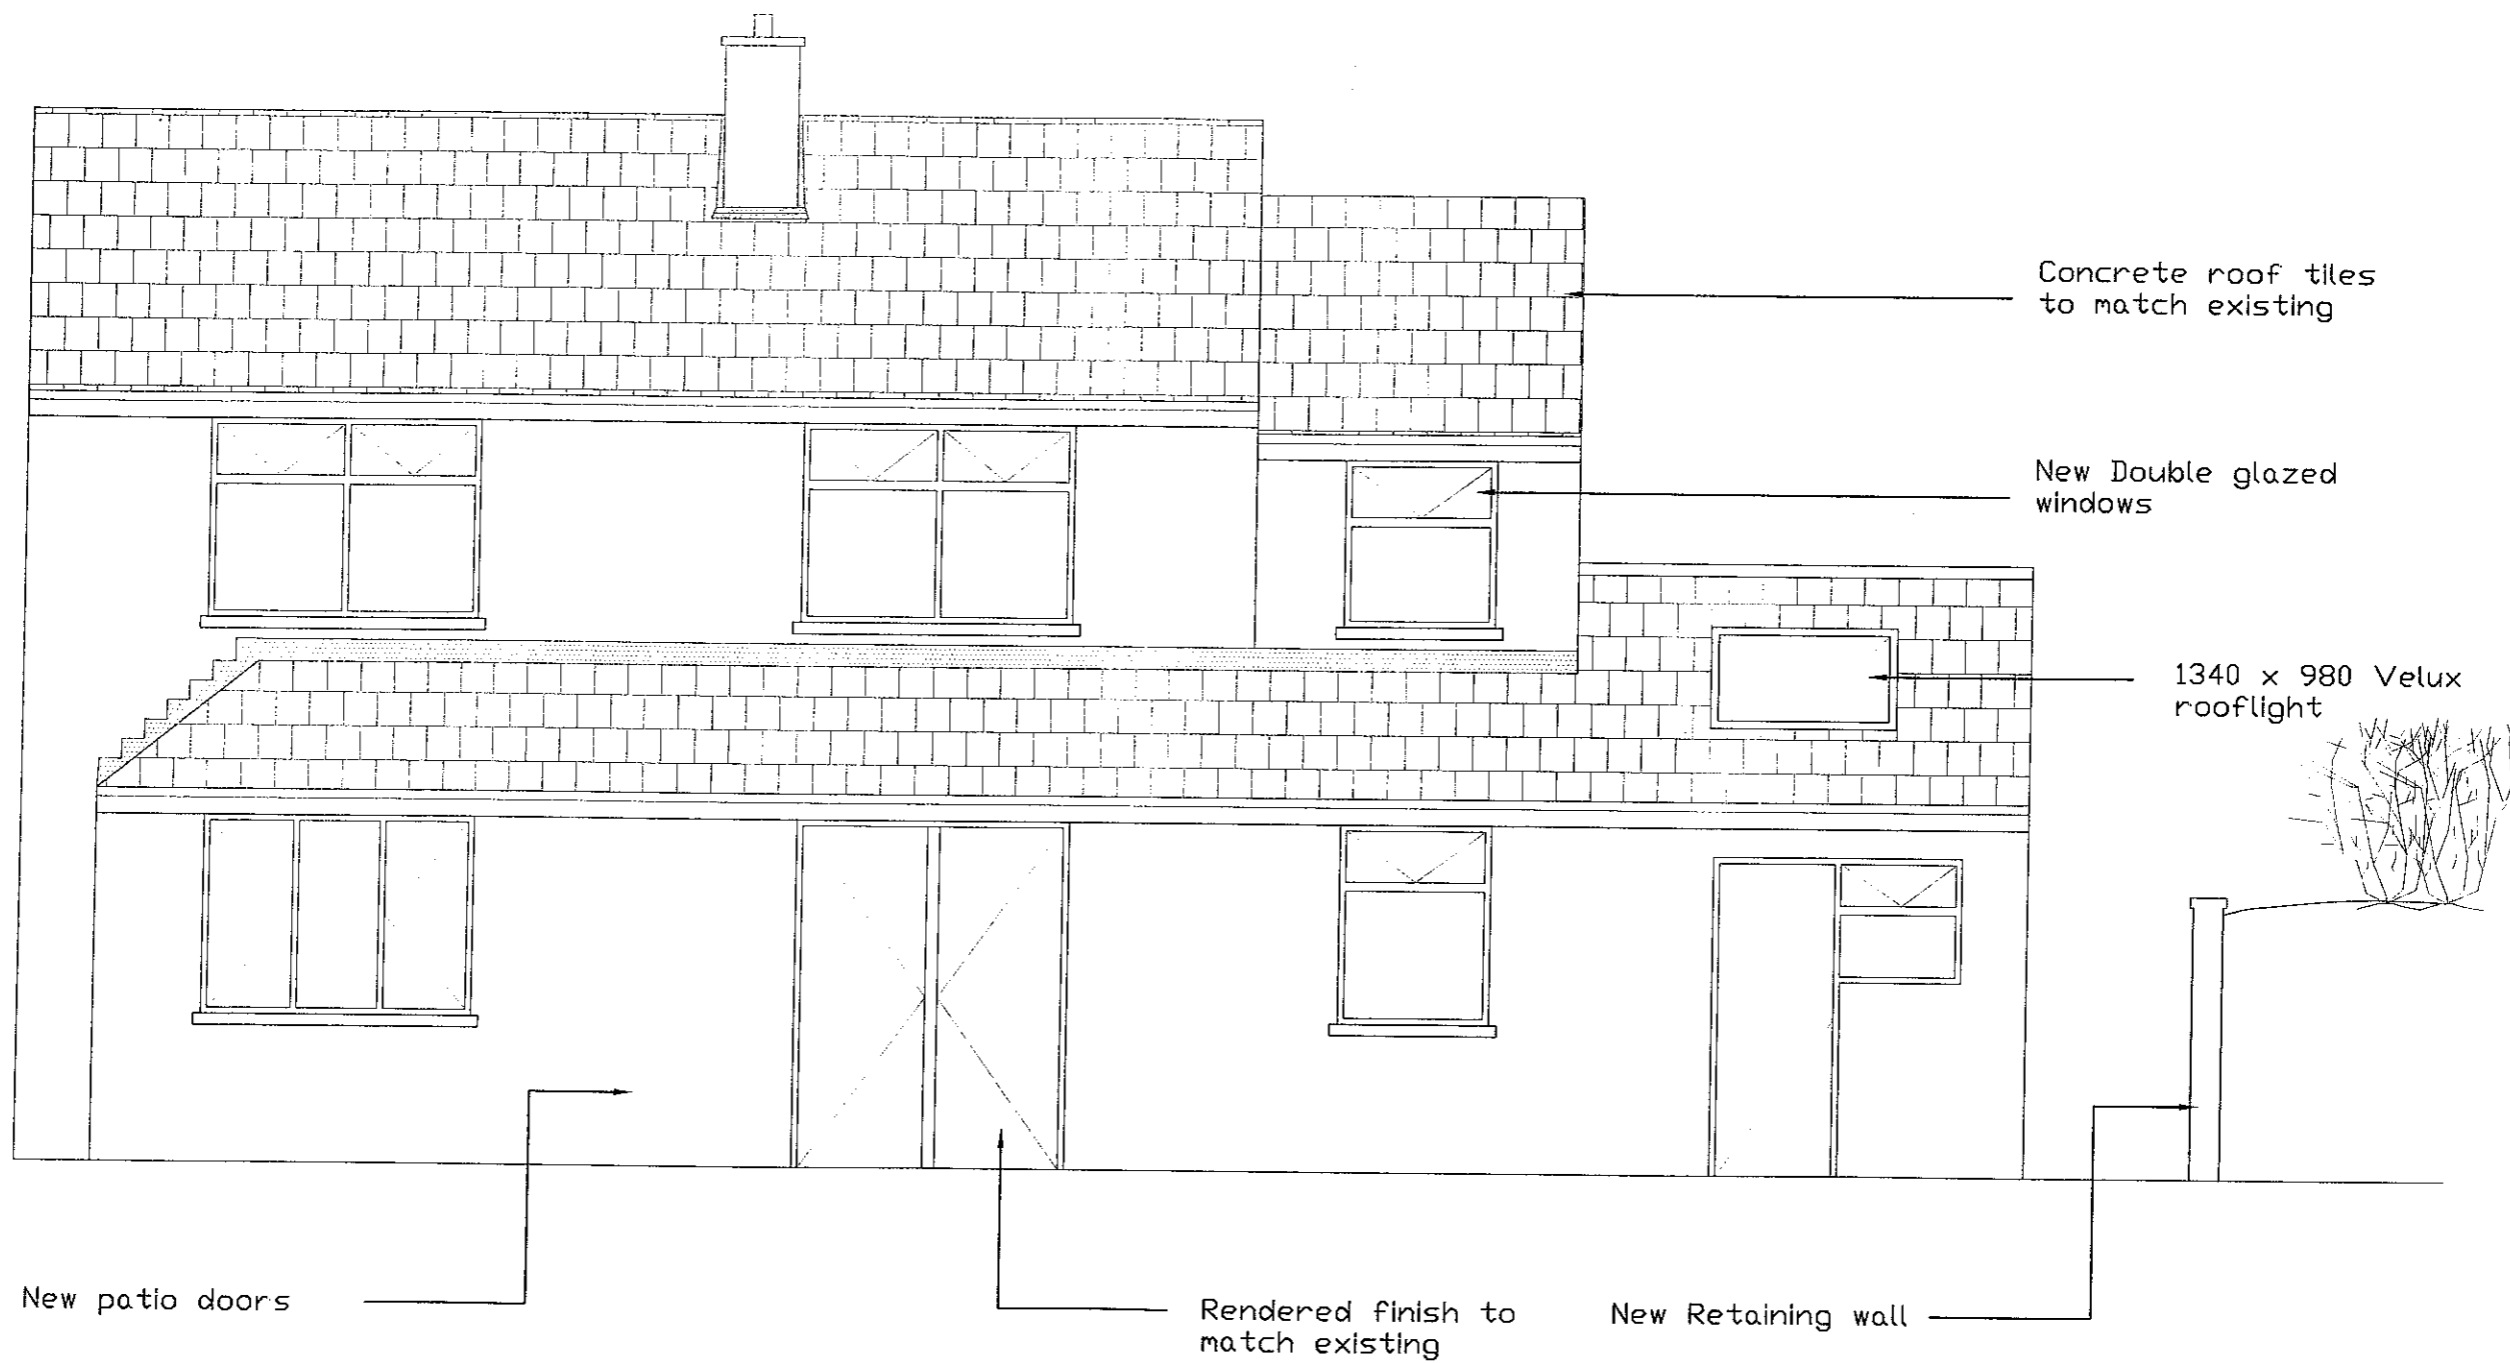 Concrete roof tiles
to match existing
New Double glazed
windows
1340 x 980 Velux
rooflight
New patio doors
Rendered finish to
match existing
New Retaining wall